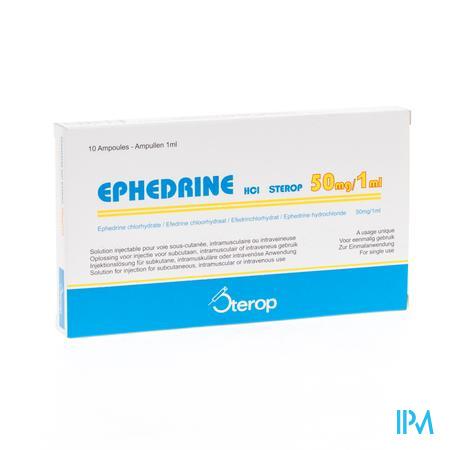 10 Ampoules - Ampullen 1ml
EPHEDRINE HCl STEROP 50mg/1ml
Ephedrine chlorhydrate / Efedrine chloorhydraat / Efedrinchlorhydrat / Ephedrine hydrochloride 50mg/1ml
Solution injectable pour voie sous-cutanée, intramusculaire ou intraveineuse
Oplossing voor injectie voor subcutaan, intramusculair of intraveneus gebruik
Injektionslösung für subkutane, intramuskuläre oder intravenöse Anwendung
Solution for injection for subcutaneous, intramuscular or intravenous use
A usage unique
Voor eenmalig gebruik
Zur Einmalanwendung
For single use
Sterop
IPM